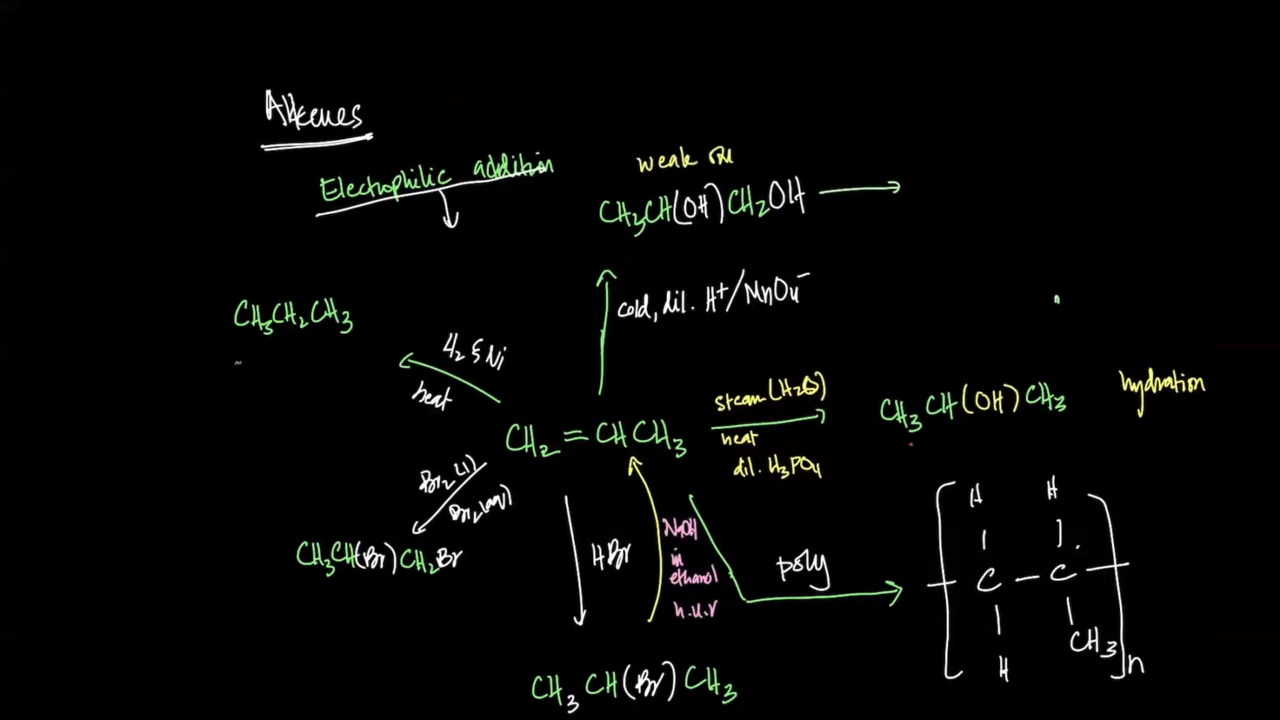 Alkenes
Electrophilic addition
weak
CH3CH(OH)CH2OH
cold, dil. H+/MnO4-
CH3CH2CH3
H2 & Ni
heat
steam (H2O)
heat
dil. H3PO4
CH3CH(OH)CH3
hydration
CH2=CHCH3
Br2(l)
Br2(aq)
CH3CH(Br)CH2Br
HBr
NaOH
in
ethanol
h.u.r
poly
H H
C - C
H CH3
n
CH3CH(Br)CH3